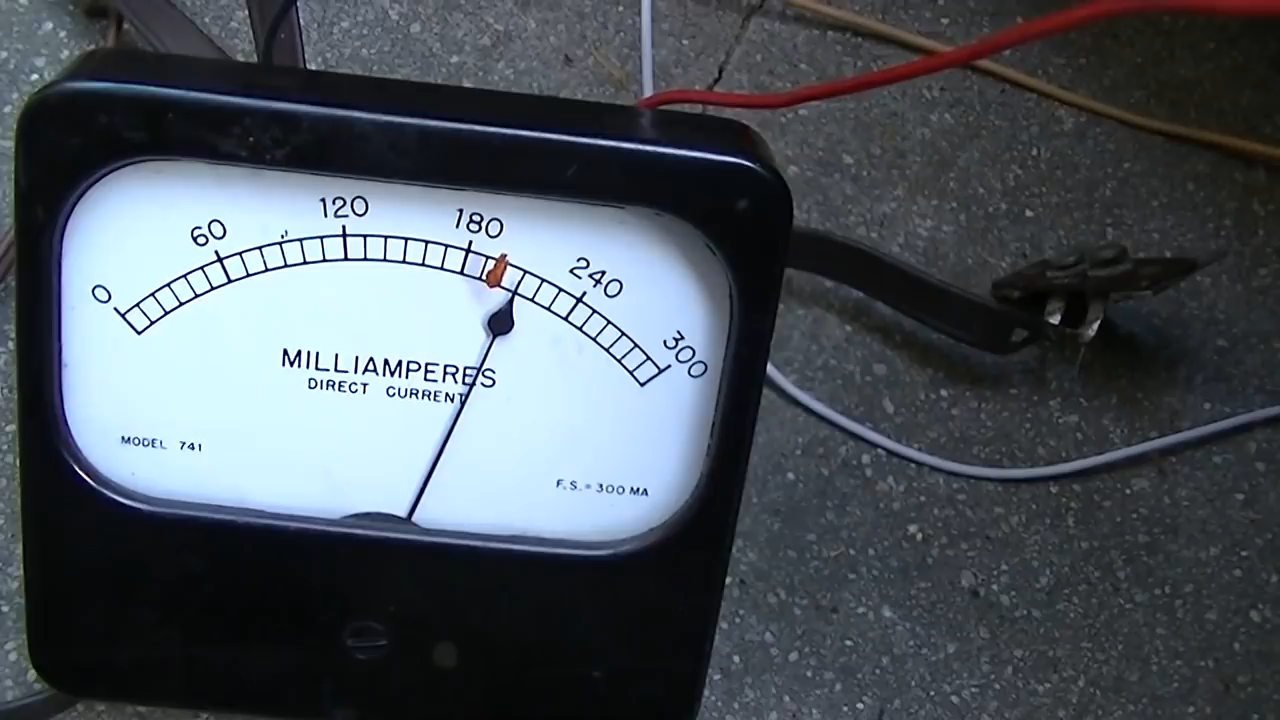 0 60 120 180 240 300
MILLIAMPERES
DIRECT CURRENT
MODEL 741
F.S. = 300 MA